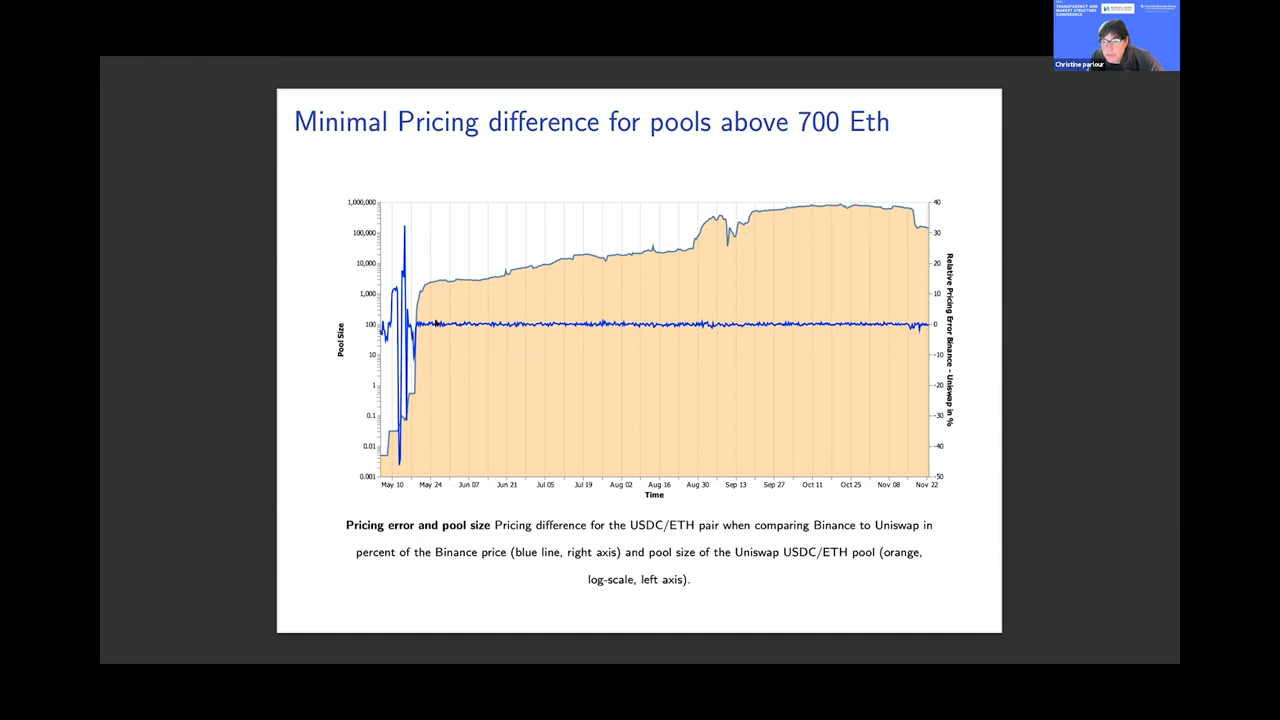 TRANSPARENCY AND
MARKET STRUCTURE
CONFERENCE
Christine parlour
Minimal Pricing difference for pools above 700 Eth
1,000,000
100,000
10,000
1,000
100
10
1
0.1
0.01
0.001
Pool Size
40
30
20
10
0
-10
-20
-30
-40
-50
Relative Pricing Error Binance - Uniswap in %
May 10 May 24 Jun 07 Jun 21 Jul 05 Jul 19 Aug 02 Aug 16 Aug 30 Sep 13 Sep 27 Oct 11 Oct 25 Nov 08 Nov 22
Time
Pricing error and pool size Pricing difference for the USDC/ETH pair when comparing Binance to Uniswap in
percent of the Binance price (blue line, right axis) and pool size of the Uniswap USDC/ETH pool (orange,
log-scale, left axis).